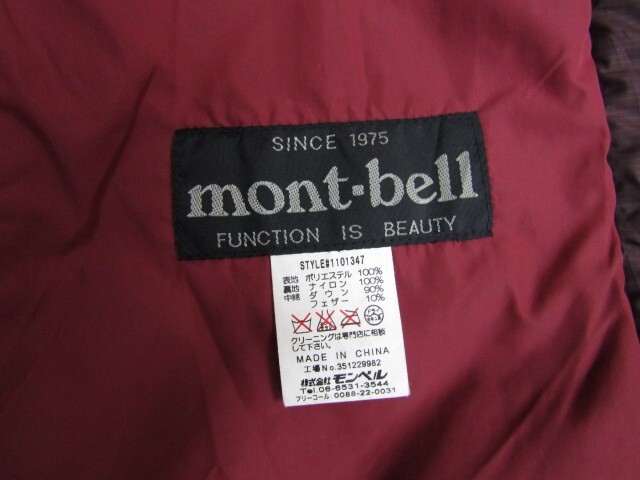 SINCE 1975
mont-bell
FUNCTION IS BEAUTY
STYLE#1101347
表地 ポリエステル 100%
裏地 ナイロン 100%
中綿 ダウン 90%
フェザー 10%
クリーニングは専門店に相談
して下さい。
MADE IN CHINA
工場No.351229982
株式会社モンベル
Tel.06-6531-3544
フリーコール 0088-22-0031